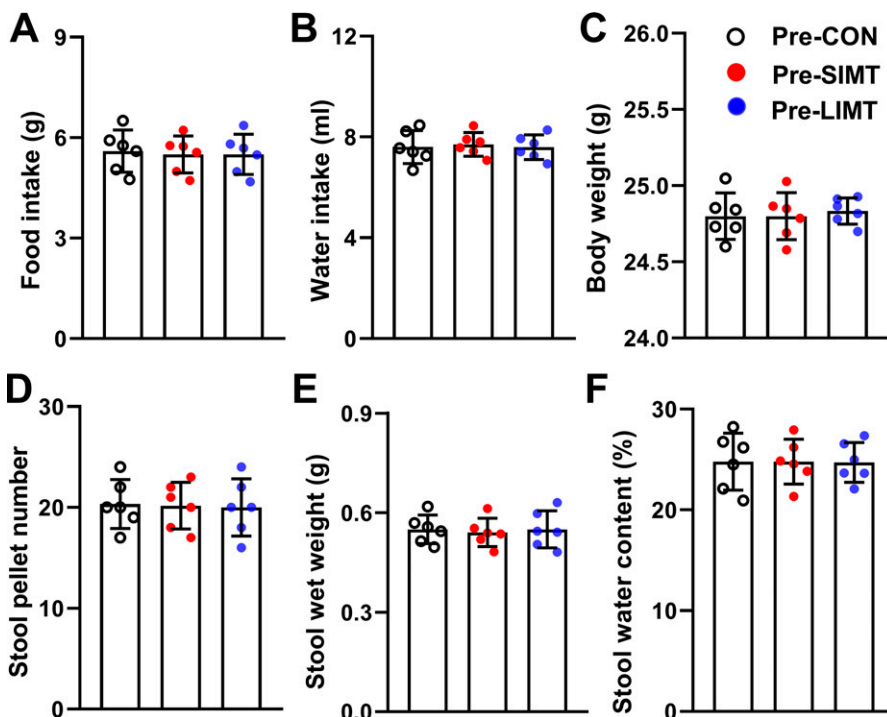 A
Food intake (g)
9
6
3
0
B
Water intake (ml)
12
8
4
0
C
Body weight (g)
26.0
25.5
25.0
24.5
24.0
Pre-CON
Pre-SIMT
Pre-LIMT
D
Stool pellet number
30
20
10
0
E
Stool wet weight (g)
0.9
0.6
0.3
0.0
F
Stool water content (%)
30
20
10
0